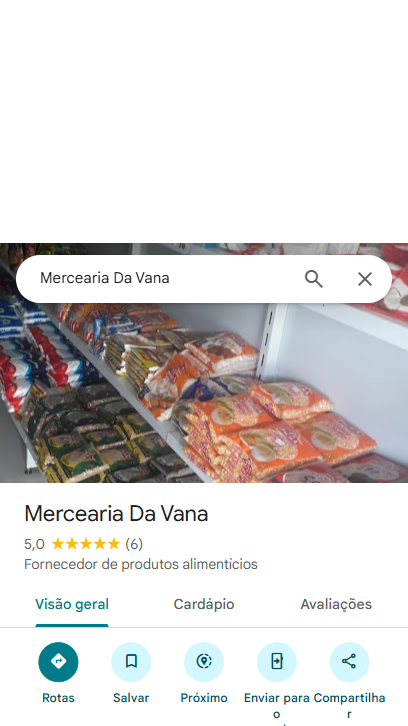 Mercearia Da Vana
Mercearia Da Vana
5,0 (6)
Fornecedor de produtos alimentícios
Visão geral Cardápio Avaliações
Rotas Salvar Próximo Enviar para o Compartilhar